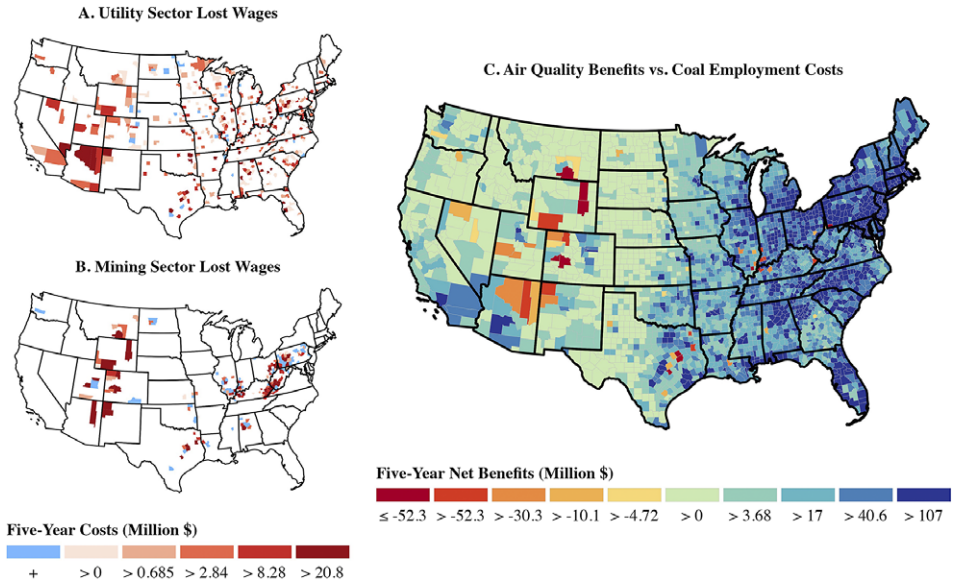 A. Utility Sector Lost Wages
C. Air Quality Benefits vs. Coal Employment Costs
B. Mining Sector Lost Wages
Five-Year Net Benefits (Million $)
≤ -52.3 > -52.3 > -30.3 > -10.1 > -4.72 > 0 > 3.68 > 17 > 40.6 > 107
Five-Year Costs (Million $)
+ > 0 > 0.685 > 2.84 > 8.28 > 20.8